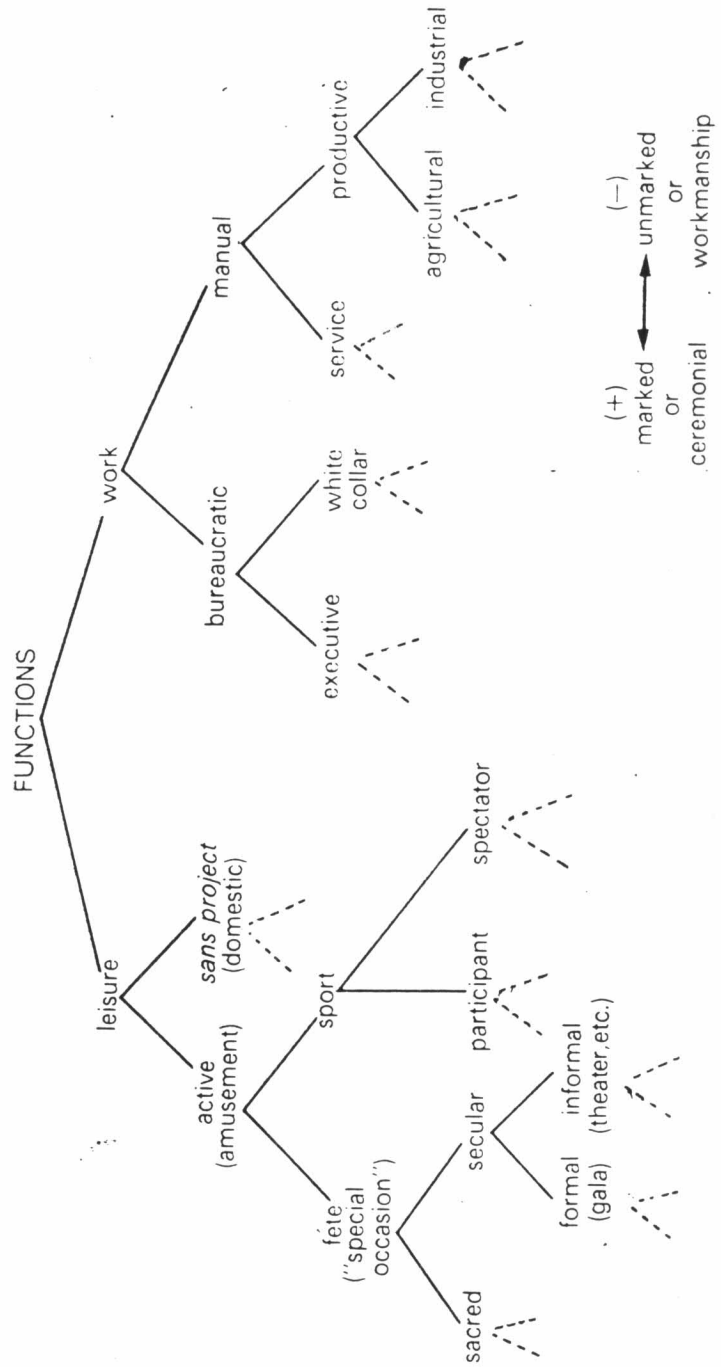 FUNCTIONS
leisure
work
active
(amusement)
sans project
(domestic)
bureaucratic
manual
féte
("special
occasion")
sport
executive
white
collar
service
productive
sacred
secular
participant
spectator
agricultural
industrial
formal
(gala)
informal
(theater, etc.)
(+)
marked
or
ceremonial
(−)
unmarked
or
workmanship